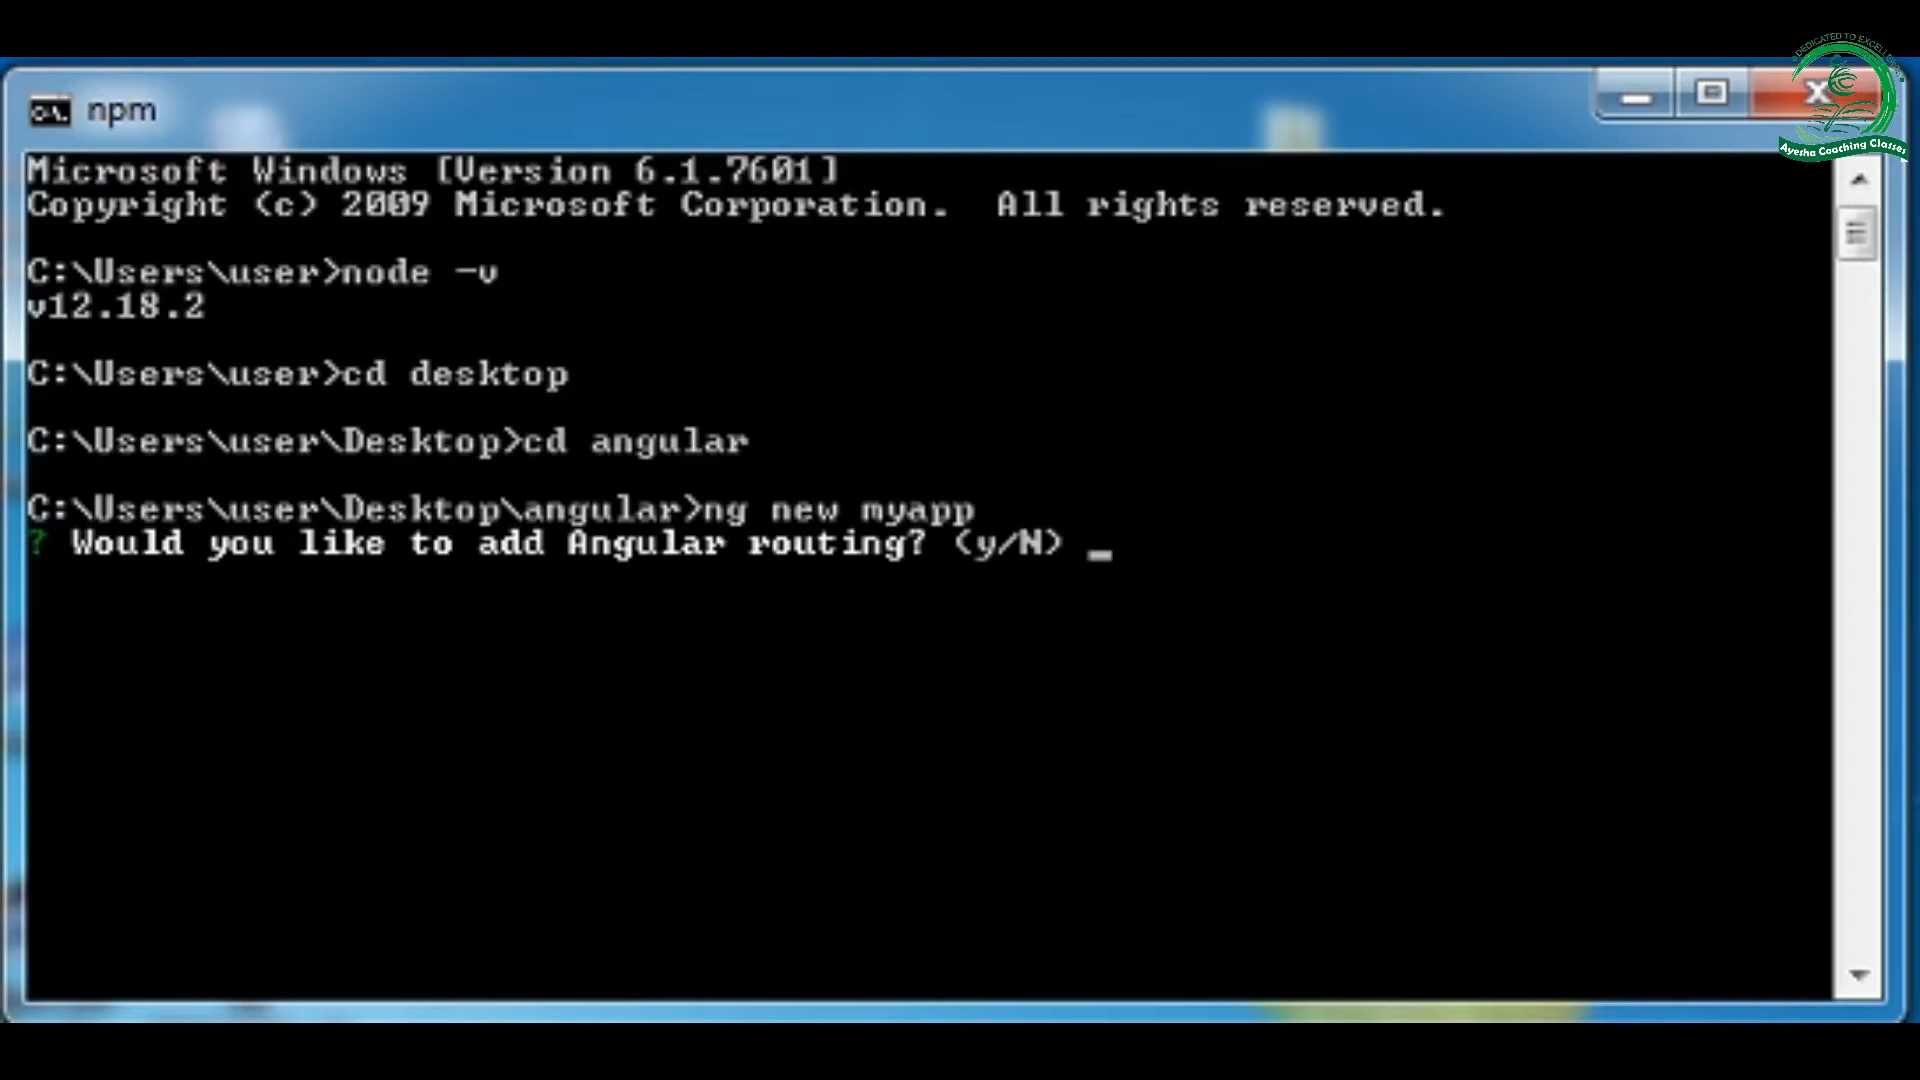 DEDICATED TO EXCELLENCE
Ayesha Coaching Classes
npm
Microsoft Windows [Version 6.1.7601]
Copyright (c) 2009 Microsoft Corporation.  All rights reserved.
C:\Users\user>node -v
v12.18.2
C:\Users\user>cd desktop
C:\Users\user\Desktop>cd angular
C:\Users\user\Desktop\angular>ng new myapp
? Would you like to add Angular routing? (y/N) _